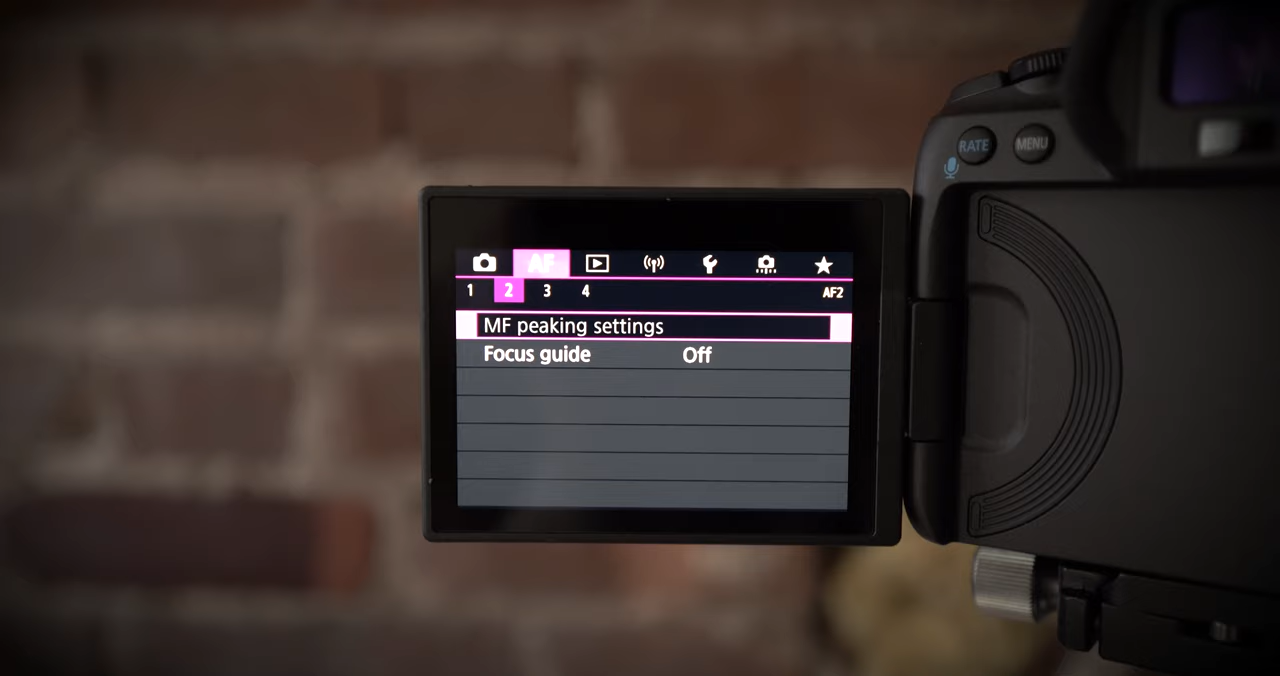 RATE MENU
AF
1 2 3 4 AF2
MF peaking settings
Focus guide Off